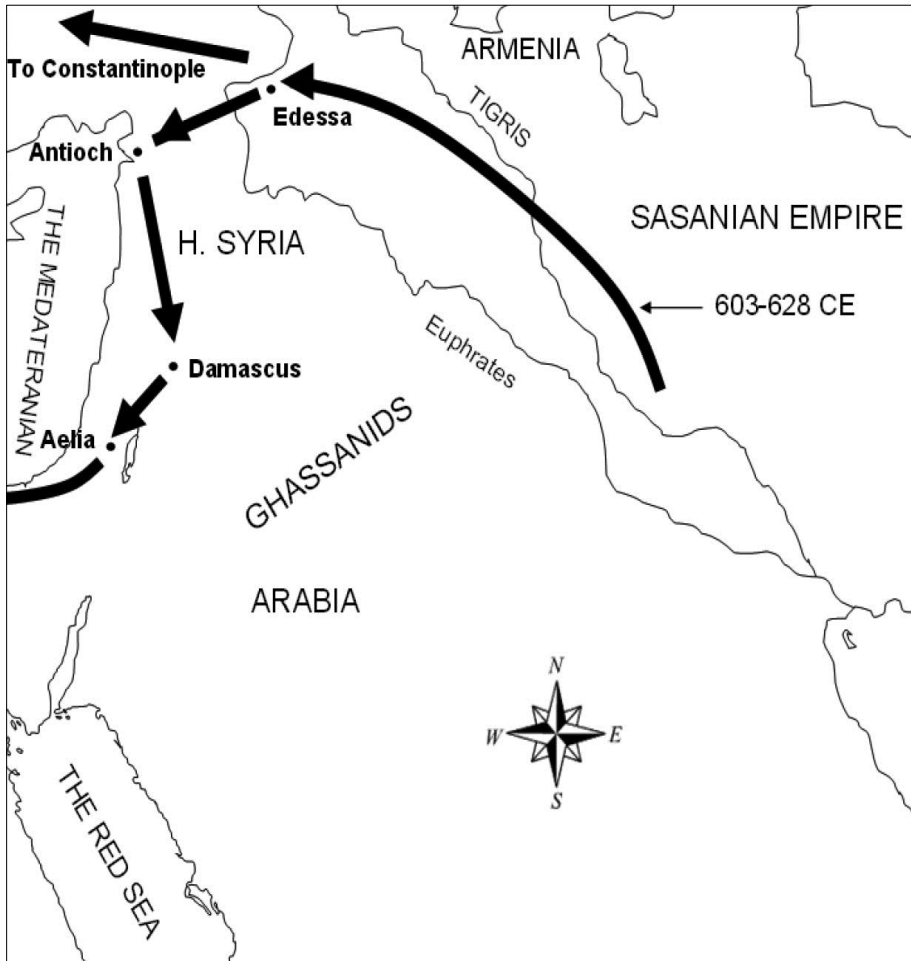 ARMENIA
To Constantinople
TIGRIS
Edessa
Antioch
THE MEDATERANIAN
H. SYRIA
SASANIAN EMPIRE
603-628 CE
Euphrates
Damascus
Aelia
GHASSANIDS
ARABIA
N
W
E
S
THE RED SEA